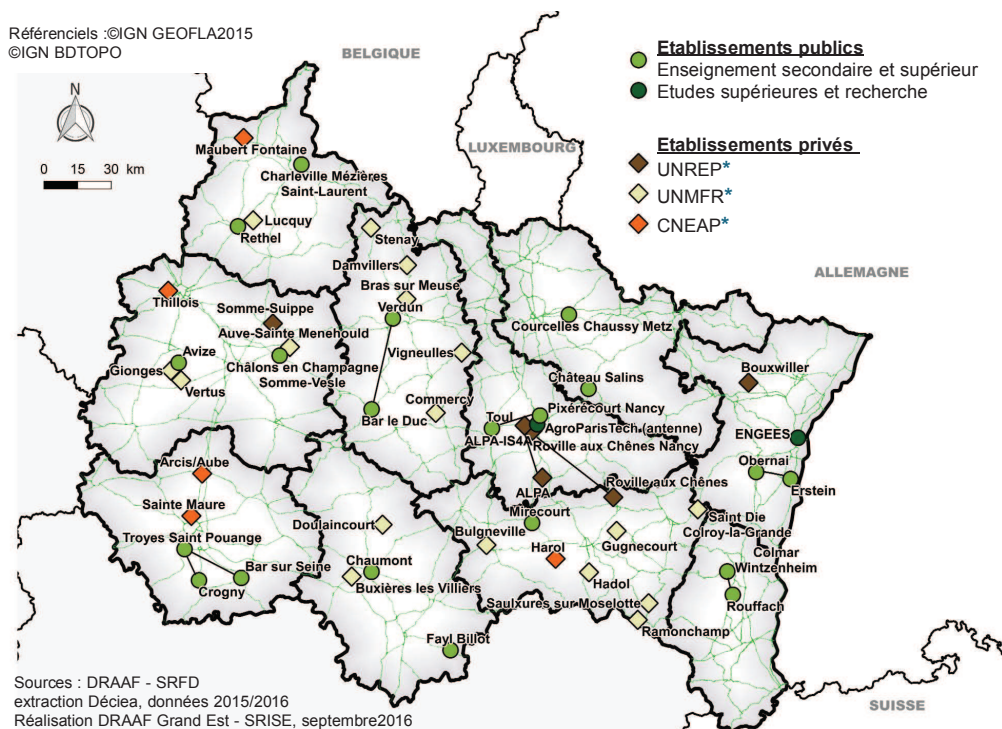 Référenciels :©IGN GEOFLA2015
©IGN BDTOPO
BELGIQUE
LUXEMBOURG
ALLEMAGNE
SUISSE
N
0 15 30 km
Etablissements publics
Enseignement secondaire et supérieur
Etudes supérieures et recherche
Etablissements privés
UNREP*
UNMFR*
CNEAP*
Maubert Fontaine
Charleville Mézières
Saint-Laurent
Lucquy
Rethel
Stenay
Damvillers
Bras sur Meuse
Verdun
Thillois
Somme-Suippe
Auve-Sainte Menehould
Avize
Gionges
Châlons en Champagne
Somme-Vesle
Vertus
Vigneulles
Commercy
Bar le Duc
Courcelles Chaussy Metz
Château Salins
Bouxwiller
Toul
Pixérécourt Nancy
AgroParisTech (antenne)
ALPA-IS4A
Roville aux Chênes Nancy
ENGEES
Obernai
Erstein
Arcis/Aube
ALPA
Roville aux Chênes
Sainte Maure
Mirecourt
Doulaincourt
Bulgneville
Gugnecourt
Saint Die
Colroy-la-Grande
Troyes Saint Pouange
Harol
Colmar
Wintzenheim
Bar sur Seine
Chaumont
Crogny
Buxières les Villiers
Hadol
Rouffach
Saulxures sur Moselotte
Ramonchamp
Fayl Billot
Sources : DRAAF - SRFD
extraction Déciea, données 2015/2016
Réalisation DRAAF Grand Est - SRISE, septembre2016